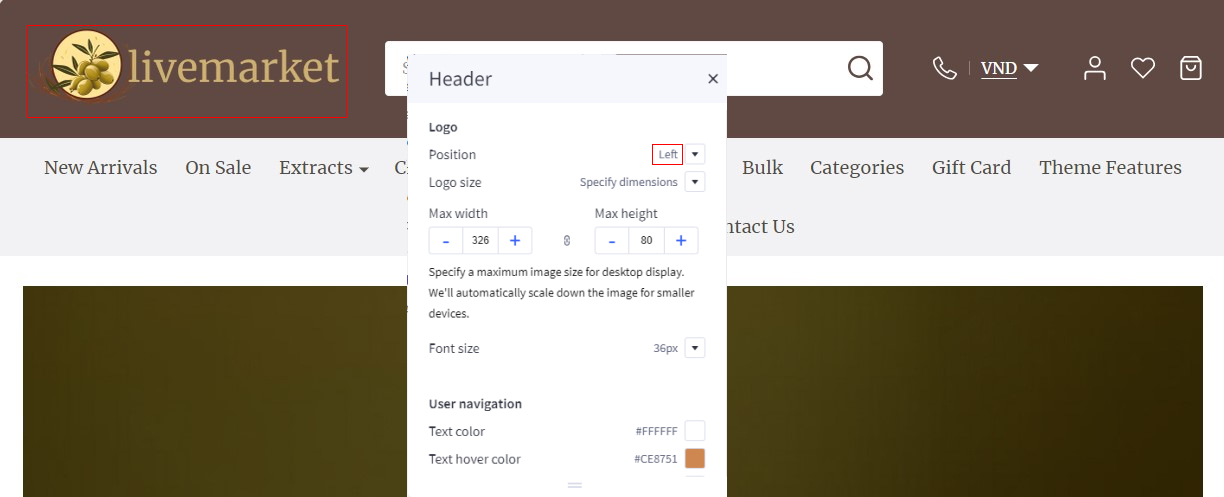 livemarket
VND
Header
New Arrivals On Sale Extracts Bulk Categories Gift Card Theme Features
Logo
Position Left
Logo size Specify dimensions
Max width Max height
- 326 + - 80 +
ntact Us
Specify a maximum image size for desktop display.
We'll automatically scale down the image for smaller
devices.
Font size 36px
User navigation
Text color #FFFFFF
Text hover color #CE8751